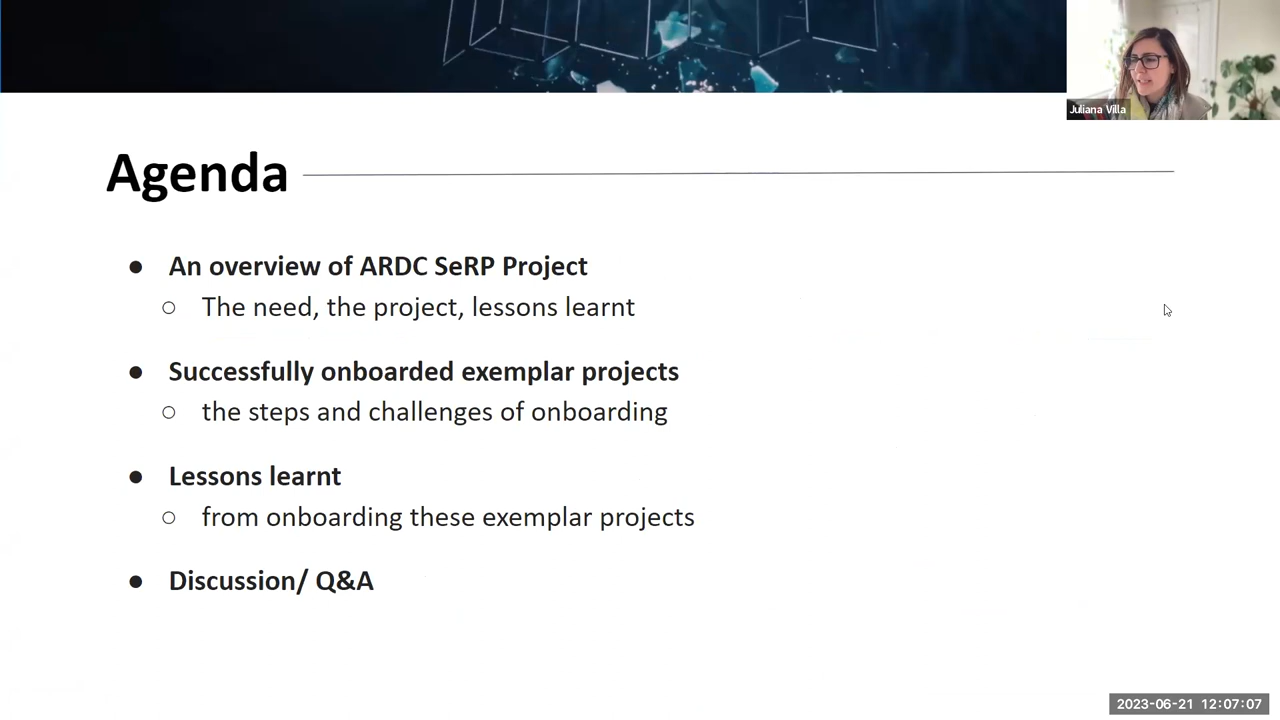 Juliana Villa
Agenda
● An overview of ARDC SeRP Project
○ The need, the project, lessons learnt
● Successfully onboarded exemplar projects
○ the steps and challenges of onboarding
● Lessons learnt
○ from onboarding these exemplar projects
● Discussion/ Q&A
2023-06-21 12:07:07